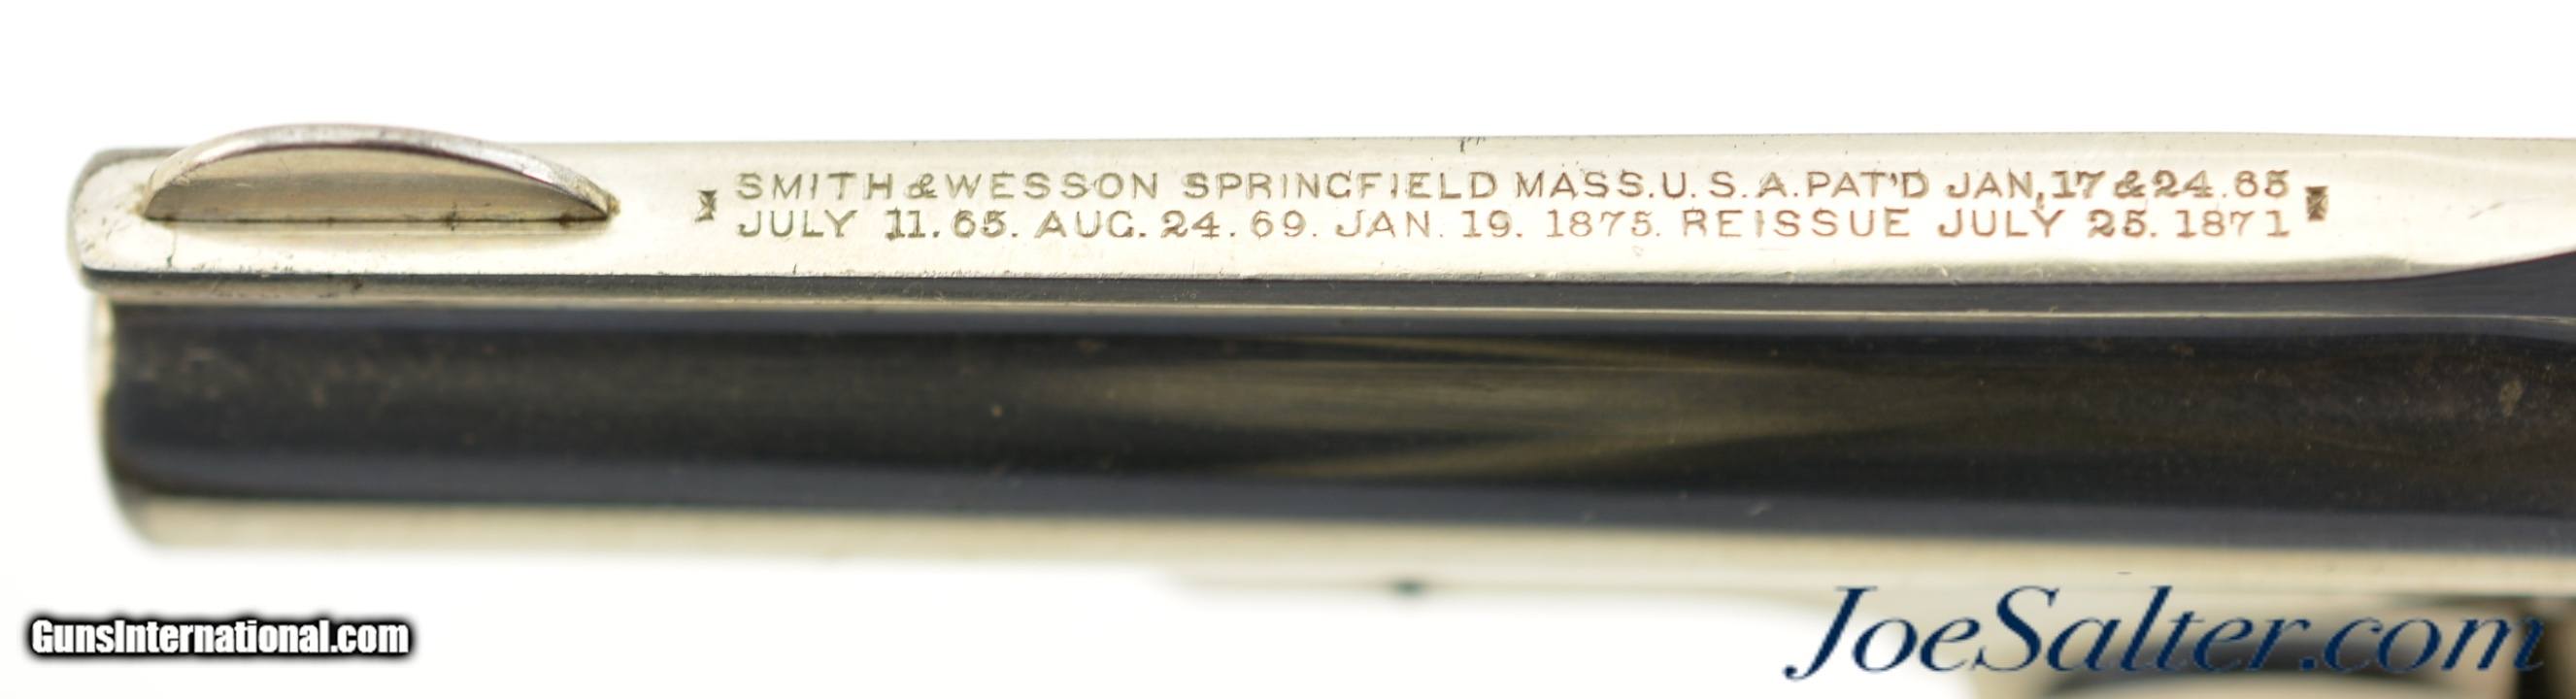 SMITH & WESSON SPRINGFIELD MASS. U. S. A. PAT'D JAN, 17 & 24. 65
JULY 11. 65. AUG. 24. 69. JAN. 19. 1875. REISSUE JULY 25. 1871
GunsInternational.com
JoeSalter.com